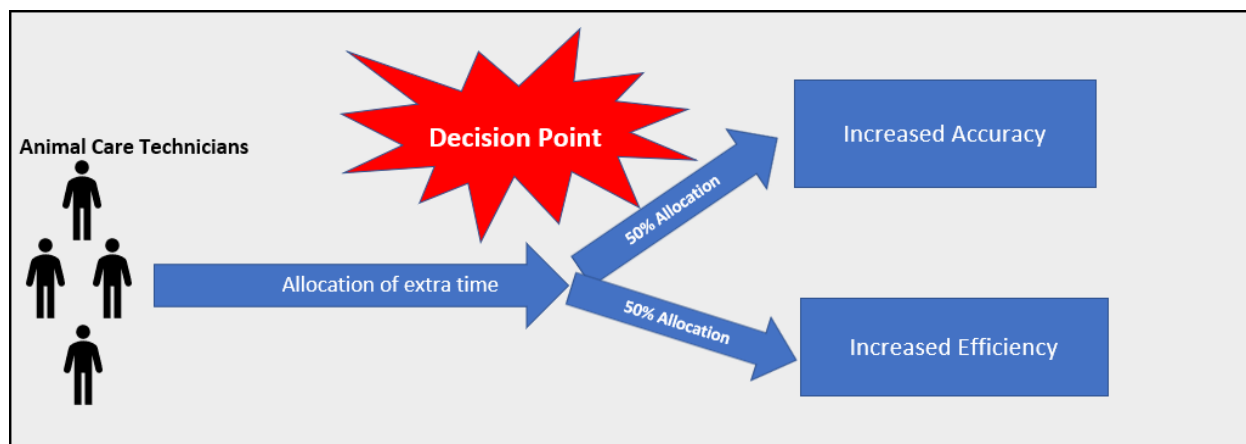 Animal Care Technicians
Decision Point
Allocation of extra time
50% Allocation
Increased Accuracy
50% Allocation
Increased Efficiency